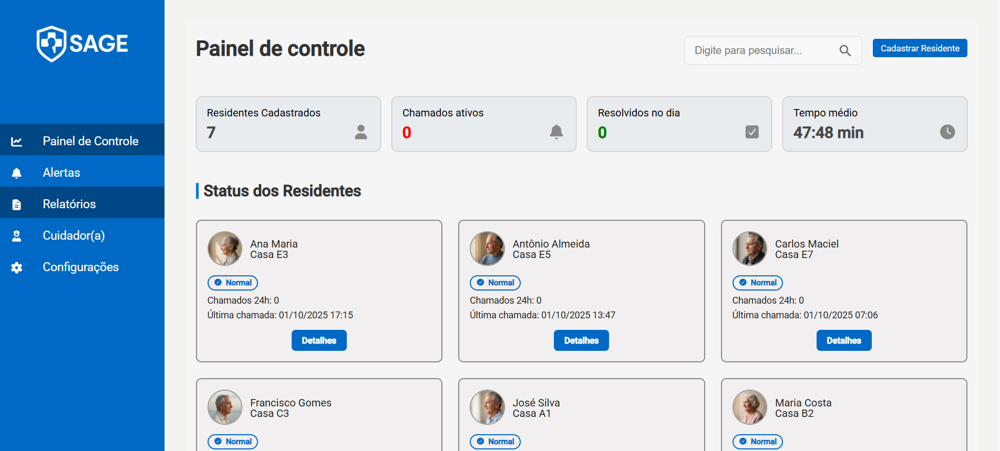 SAGE
Painel de Controle
Alertas
Relatórios
Cuidador(a)
Configurações
Painel de controle
Digite para pesquisar...
Cadastrar Residente
Residentes Cadastrados
7
Chamados ativos
0
Resolvidos no dia
0
Tempo médio
47:48 min
Status dos Residentes
Ana Maria
Casa E3
Normal
Chamados 24h: 0
Última chamada: 01/10/2025 17:15
Detalhes
Antônio Almeida
Casa E5
Normal
Chamados 24h: 0
Última chamada: 01/10/2025 13:47
Detalhes
Carlos Maciel
Casa E7
Normal
Chamados 24h: 0
Última chamada: 01/10/2025 07:06
Detalhes
Francisco Gomes
Casa C3
Normal
José Silva
Casa A1
Normal
Maria Costa
Casa B2
Normal